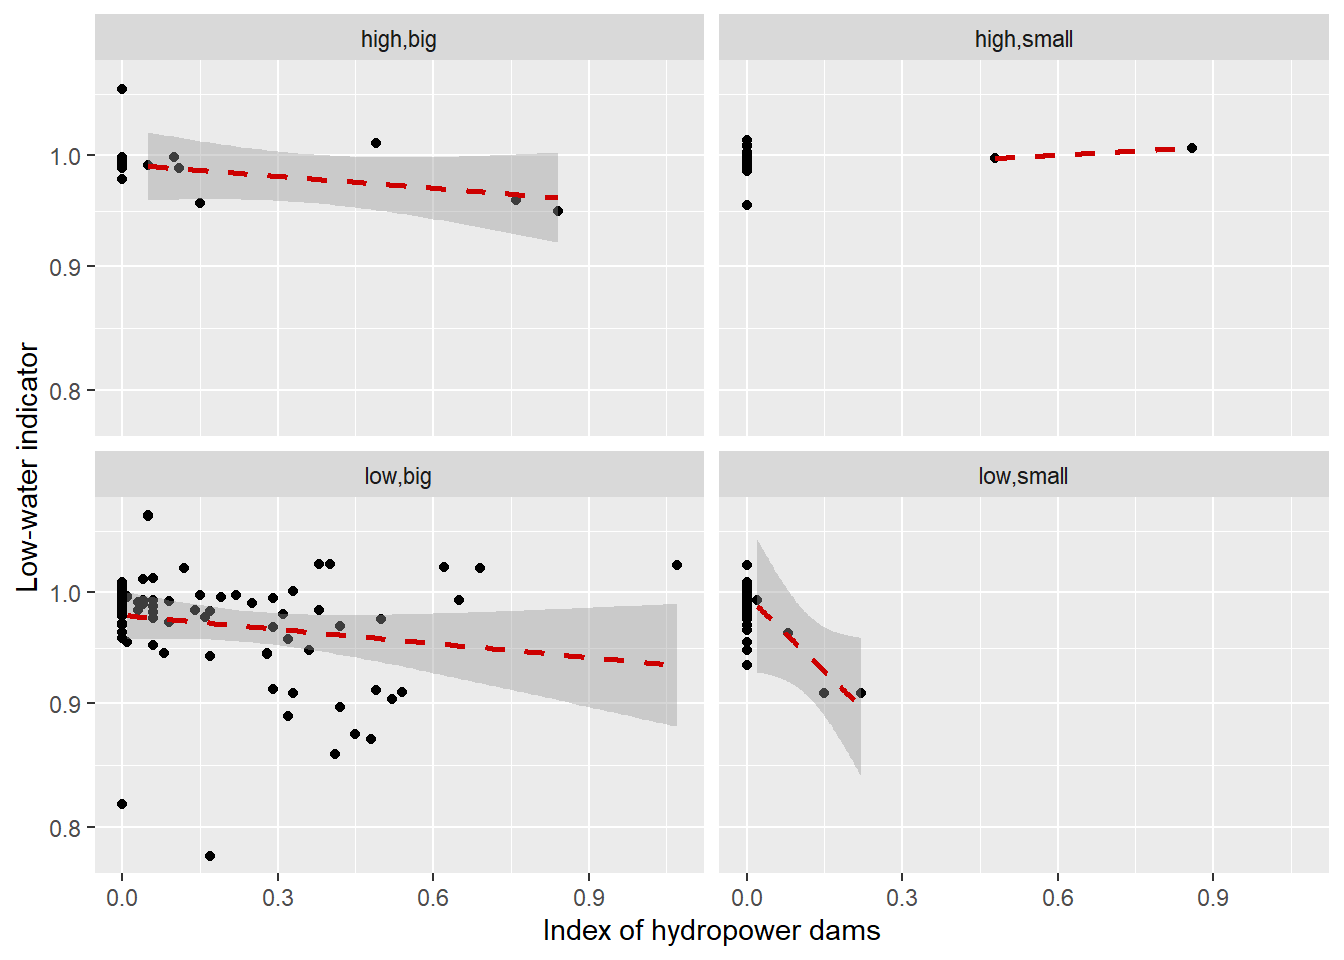 high,big
high,small
1.0
0.9
0.8
low,big
low,small
1.0
0.9
0.8
Low-water indicator
0.0 0.3 0.6 0.9
0.0 0.3 0.6 0.9
Index of hydropower dams